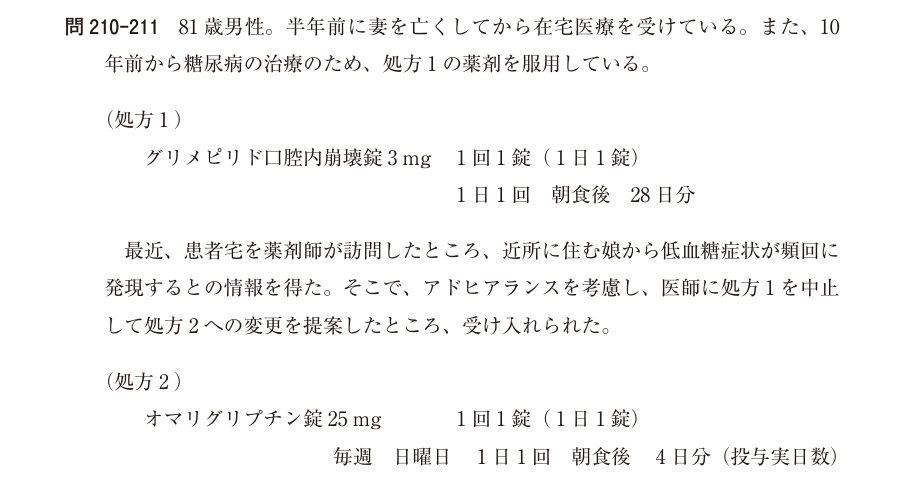 問 210-211　81 歳男性。半年前に妻を亡くしてから在宅医療を受けている。また、10
年前から糖尿病の治療のため、処方１の薬剤を服用している。
（処方１）
グリメピリド口腔内崩壊錠３mg　１回１錠（１日１錠）
１日１回　朝食後　28 日分
最近、患者宅を薬剤師が訪問したところ、近所に住む娘から低血糖症状が頻回に
発現するとの情報を得た。そこで、アドヒアランスを考慮し、医師に処方１を中止
して処方２への変更を提案したところ、受け入れられた。
（処方２）
オマリグリプチン錠 25 mg　１回１錠（１日１錠）
毎週　日曜日　１日１回　朝食後　４日分（投与実日数）